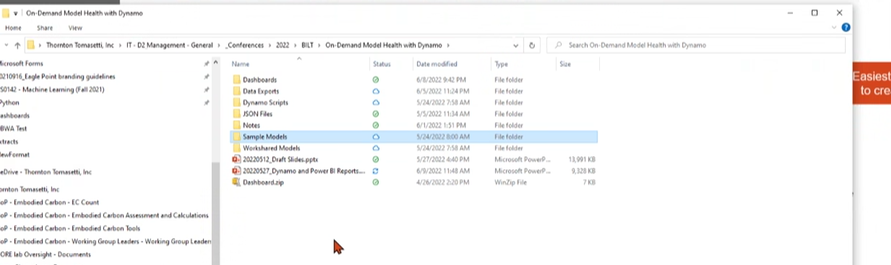 On-Demand Model Health with Dynamo
Home Share View
Thornton Tomasetti, Inc > IT - D2 Management - General > _Conferences > 2022 > BILT > On-Demand Model Health with Dynamo >
Search On-Demand Model Health with Dynamo
icrosoft Forms
0210916_Eagle Point branding guidelines
S0142 - Machine Learning (Fall 2021)
ython
ashboards
BWA Test
xtracts
ewFormat
eDrive - ThorntonTomasetti, Inc
ornton Tomasetti, Inc
oP - Embodied Carbon - EC Count
oP - Embodied Carbon - Embodied Carbon Assessment and Calculations
oP - Embodied Carbon - Embodied Carbon Tools
oP - Embodied Carbon - Working Group Leaders - Working Group Leaders
ORE lab Oversight - Documents
Name Status Date modified Type Size
Dashboards 6/8/2022 9:42 PM File folder
Data Exports 6/5/2022 11:24 PM File folder
Dynamo Scripts 5/24/2022 7:58 AM File folder
JSON Files 5/5/2022 11:34 AM File folder
Notes 6/1/2022 1:51 PM File folder
Sample Models 5/24/2022 8:00 AM File folder
Workshared Models 5/24/2022 7:58 AM File folder
20220512_Draft Slides.pptx 5/27/2022 4:40 PM Microsoft PowerP... 13,991 KB
20220527_Dynamo and Power BI Reports.... 6/9/2022 11:48 AM Microsoft PowerP... 9,328 KB
Dashboard.zip 4/26/2022 2:20 PM WinZip File 7 KB
Easiest
to crea